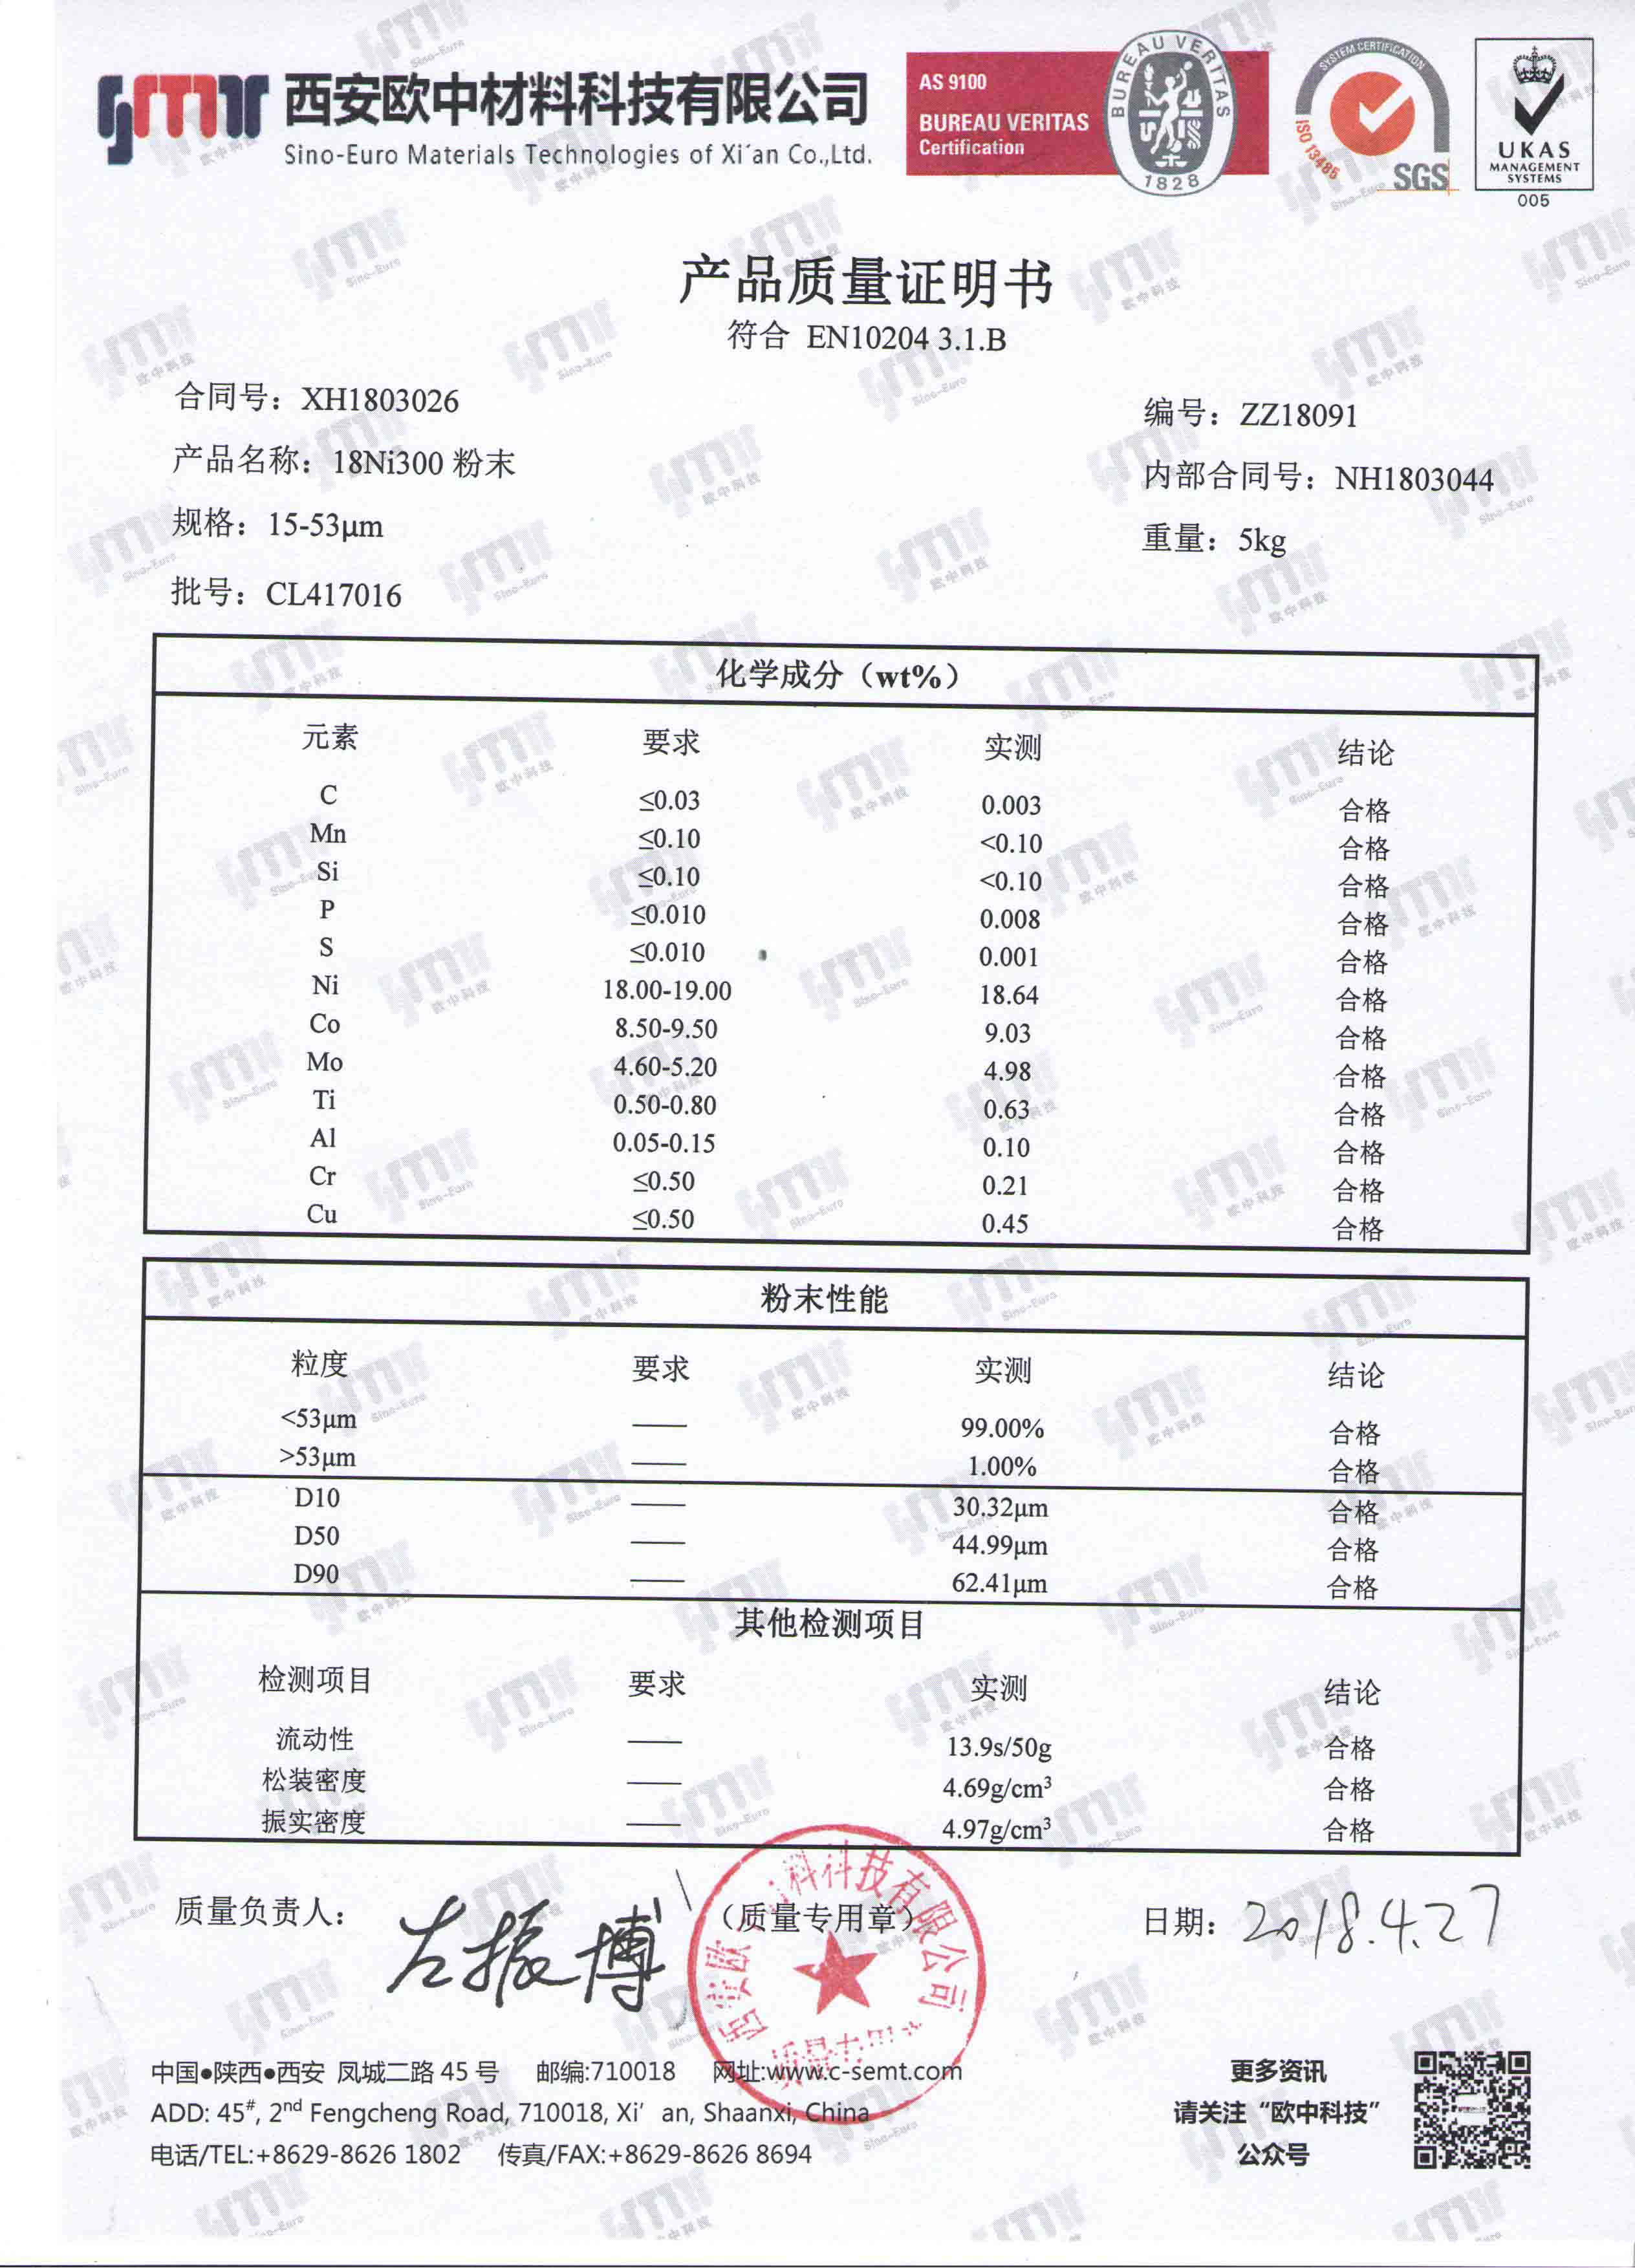 西安欧中材料科技有限公司
Sino-Euro Materials Technologies of Xi´an Co.,Ltd.
AS 9100
BUREAU VERITAS
Certification
BUREAU VERITAS
1828
SYSTEM CERTIFICATION
ISO 13485
SGS
UKAS
MANAGEMENT
SYSTEMS
005
产品质量证明书
符合 EN10204 3.1.B
合同号：XH1803026
编号：ZZ18091
产品名称：18Ni300 粉末
内部合同号：NH1803044
规格：15-53μm
重量：5kg
批号：CL417016
化学成分（wt%）
元素 要求 实测 结论
C ≤0.03 0.003 合格
Mn ≤0.10 <0.10 合格
Si ≤0.10 <0.10 合格
P ≤0.010 0.008 合格
S ≤0.010 0.001 合格
Ni 18.00-19.00 18.64 合格
Co 8.50-9.50 9.03 合格
Mo 4.60-5.20 4.98 合格
Ti 0.50-0.80 0.63 合格
Al 0.05-0.15 0.10 合格
Cr ≤0.50 0.21 合格
Cu ≤0.50 0.45 合格
粉末性能
粒度 要求 实测 结论
<53μm —— 99.00% 合格
>53μm —— 1.00% 合格
D10 —— 30.32μm 合格
D50 —— 44.99μm 合格
D90 —— 62.41μm 合格
其他检测项目
检测项目 要求 实测 结论
流动性 —— 13.9s/50g 合格
松装密度 —— 4.69g/cm³ 合格
振实密度 —— 4.97g/cm³ 合格
质量负责人： 左振博 （质量专用章） 日期：2018.4.27
中国●陕西●西安 凤城二路 45 号 邮编:710018 网址:www.c-semt.com
ADD: 45#, 2nd Fengcheng Road, 710018, Xi' an, Shaanxi, China
电话/TEL:+8629-8626 1802 传真/FAX:+8629-8626 8694
更多资讯
请关注“欧中科技”
公众号